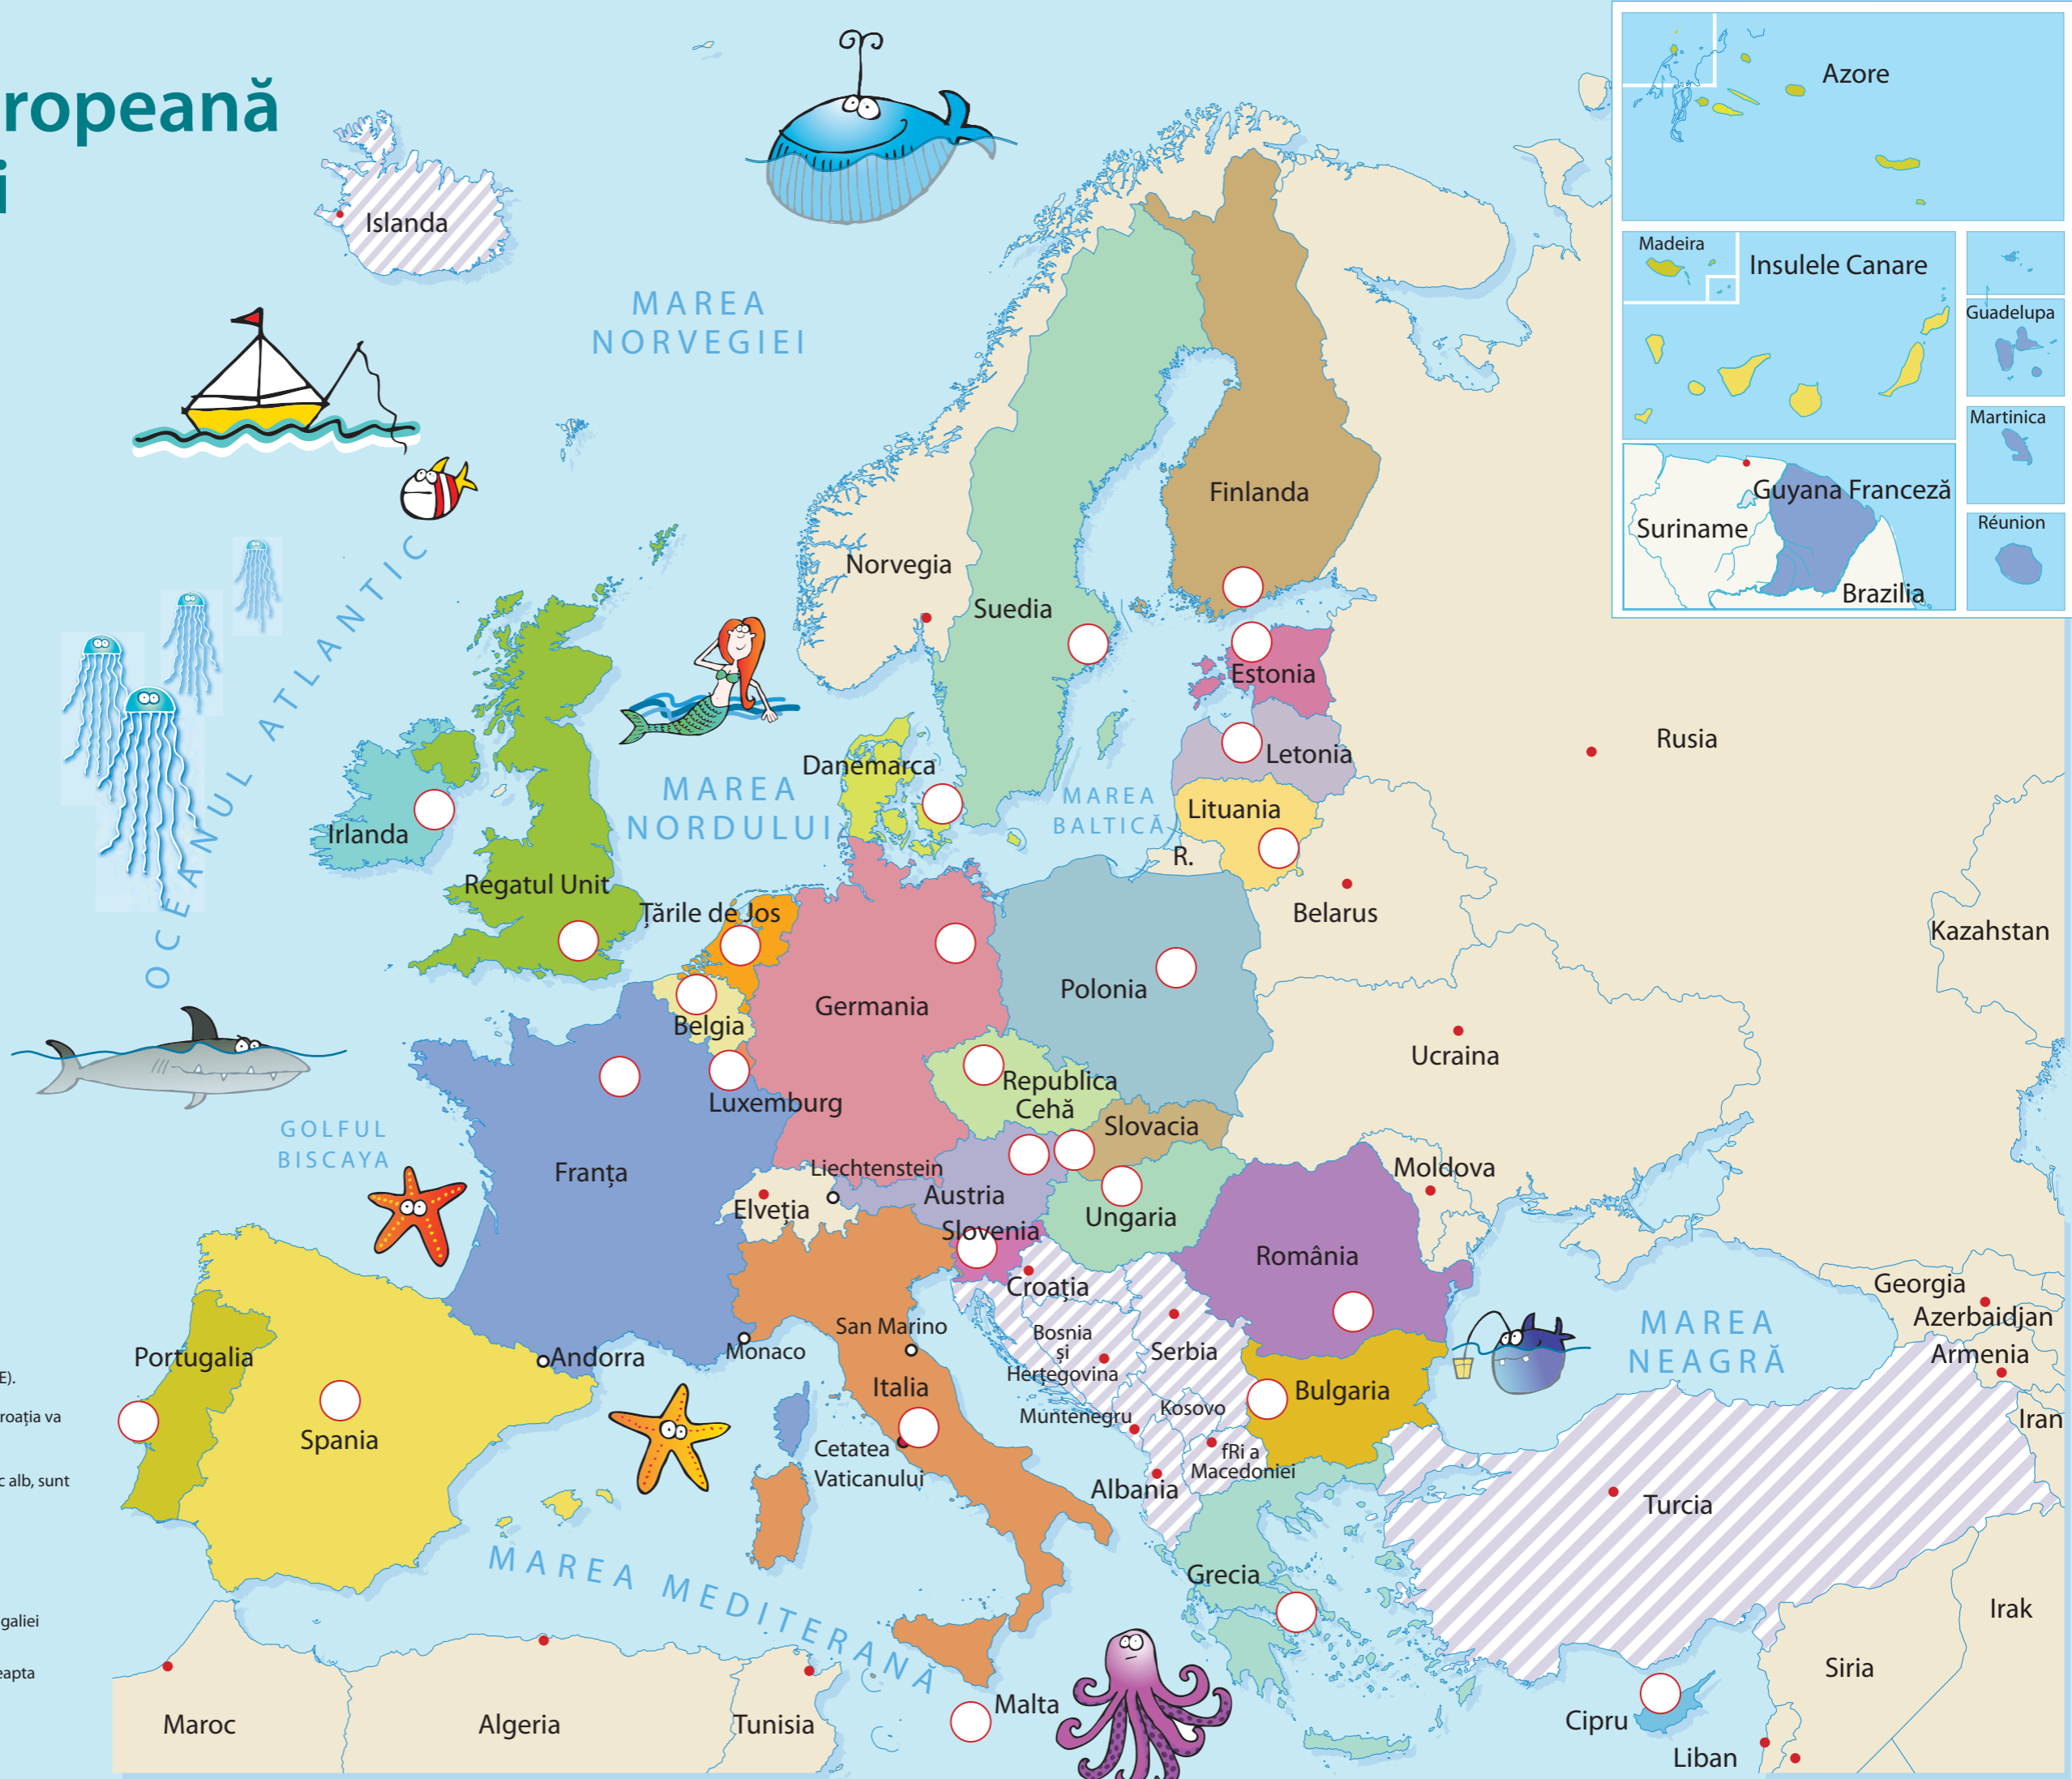 ropeană
i
Islanda
MAREA
NORVEGIEI
Azore
Madeira
Insulele Canare
Guadelupa
Martinica
Guyana Franceză
Suriname
Brazilia
Réunion
Finlanda
Norvegia
Suedia
Estonia
Letonia
Rusia
OCEANUL ATLANTIC
Danemarca
MAREA
NORDULUI
MAREA
BALTICĂ
Lituania
R.
Irlanda
Regatul Unit
Țările de Jos
Belarus
Kazahstan
Polonia
Germania
Belgia
Ucraina
Republica
Cehă
Luxemburg
Slovacia
GOLFUL
BISCAYA
Franța
Liechtenstein
Moldova
Elveția
Austria
Ungaria
Slovenia
România
Croația
Georgia
Azerbaidjan
MAREA
NEAGRĂ
Armenia
San Marino
Monaco
Bosnia
și
Herțegovina
Serbia
Portugalia
Andorra
E).
Italia
Bulgaria
roația va
Muntenegru
Kosovo
Iran
Spania
Cetatea
Vaticanului
fRi a
Macedoniei
c alb, sunt
Albania
Turcia
MAREA MEDITERANĂ
Grecia
Irak
galiei
eapta
Siria
Maroc
Algeria
Tunisia
Malta
Cipru
Liban